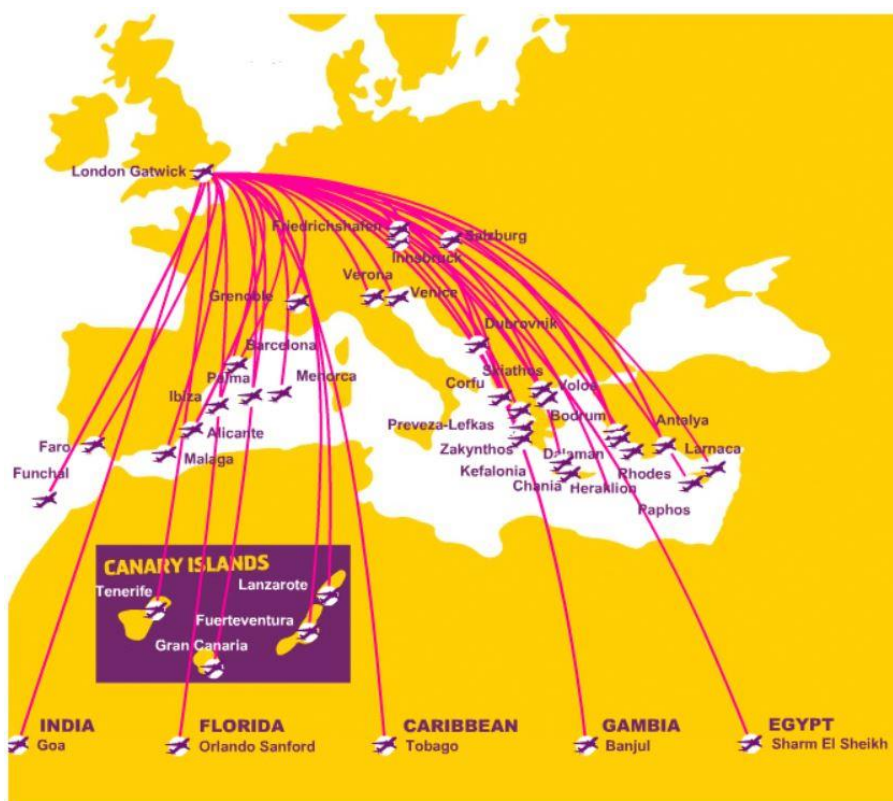 London Gatwick
Friedrichshafen
Salzburg
Innsbruck
Verona
Venice
Grenoble
Dubrovnik
Barcelona
Skiathos
Palma
Menorca
Corfu
Volos
Ibiza
Bodrum
Antalya
Preveza-Lefkas
Alicante
Faro
Zakynthos
Dalaman
Larnaca
Malaga
Funchal
Kefalonia
Rhodes
Chania
Heraklion
Paphos
CANARY ISLANDS
Tenerife
Lanzarote
Fuerteventura
Gran Canaria
INDIA
Goa
FLORIDA
Orlando Sanford
CARIBBEAN
Tobago
GAMBIA
Banjul
EGYPT
Sharm El Sheikh